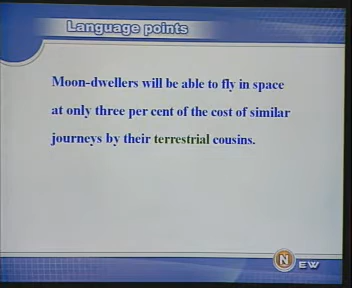 Language points
Moon-dwellers will be able to fly in space
at only three per cent of the cost of similar
journeys by their terrestrial cousins.
N EW